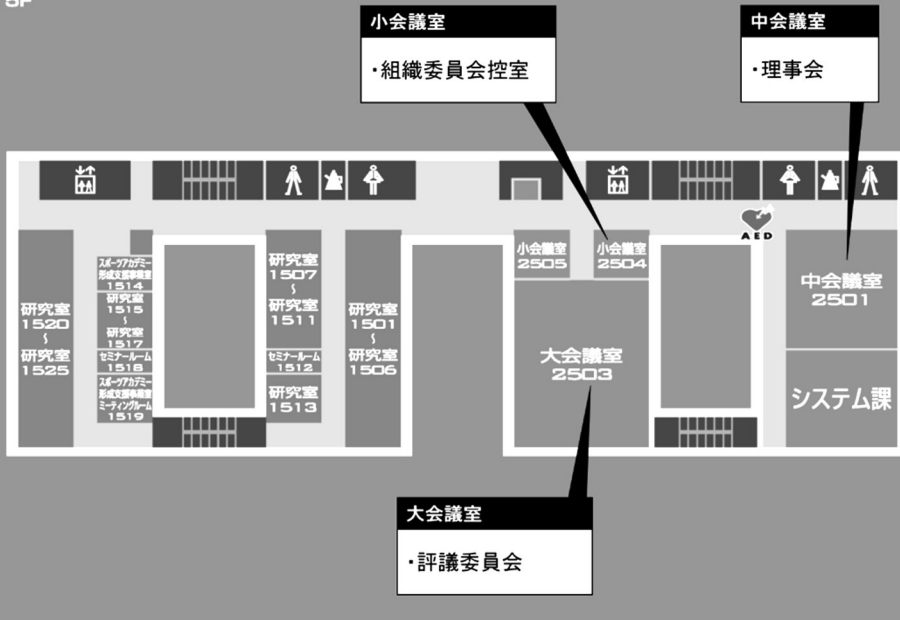 5F
小会議室
・組織委員会控室
中会議室
・理事会
AED
小会議室
2505
小会議室
2504
中会議室
2501
大会議室
2503
システム課
研究室
1520
～
研究室
1525
スポーツアカデミー
形成支援事業室
1514
研究室
1515
～
研究室
1517
セミナールーム
1518
スポーツアカデミー
形成支援事業室
ミーティングルーム
1519
研究室
1507
～
研究室
1511
セミナールーム
1512
研究室
1513
研究室
1501
～
研究室
1506
大会議室
・評議委員会